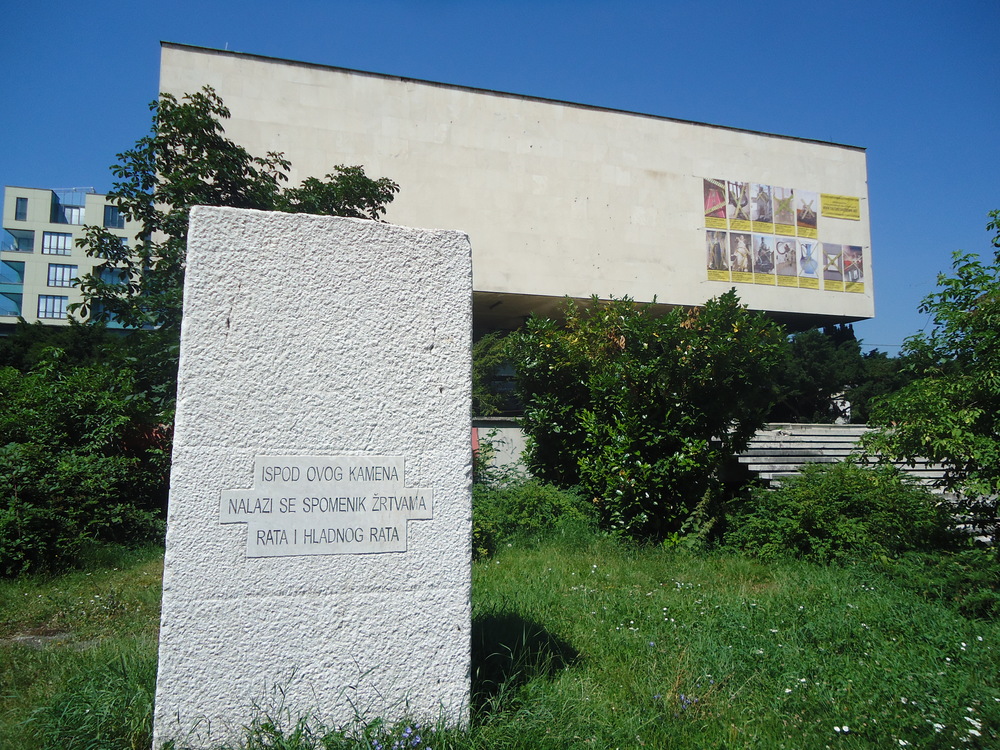 ISPOD OVOG KAMENA
NALAZI SE SPOMENIK ŽRTVAMA
RATA I HLADNOG RATA